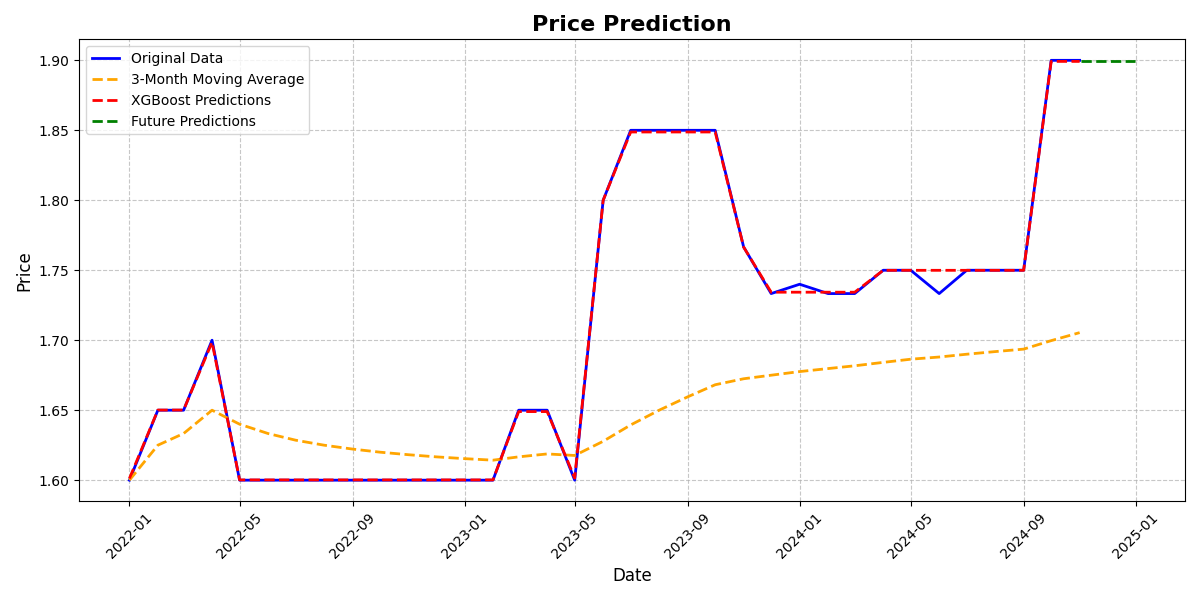 Price Prediction
Original Data
3-Month Moving Average
XGBoost Predictions
Future Predictions
Price
1.90
1.85
1.80
1.75
1.70
1.65
1.60
2022-01
2022-05
2022-09
2023-01
2023-05
2023-09
2024-01
2024-05
2024-09
2025-01
Date